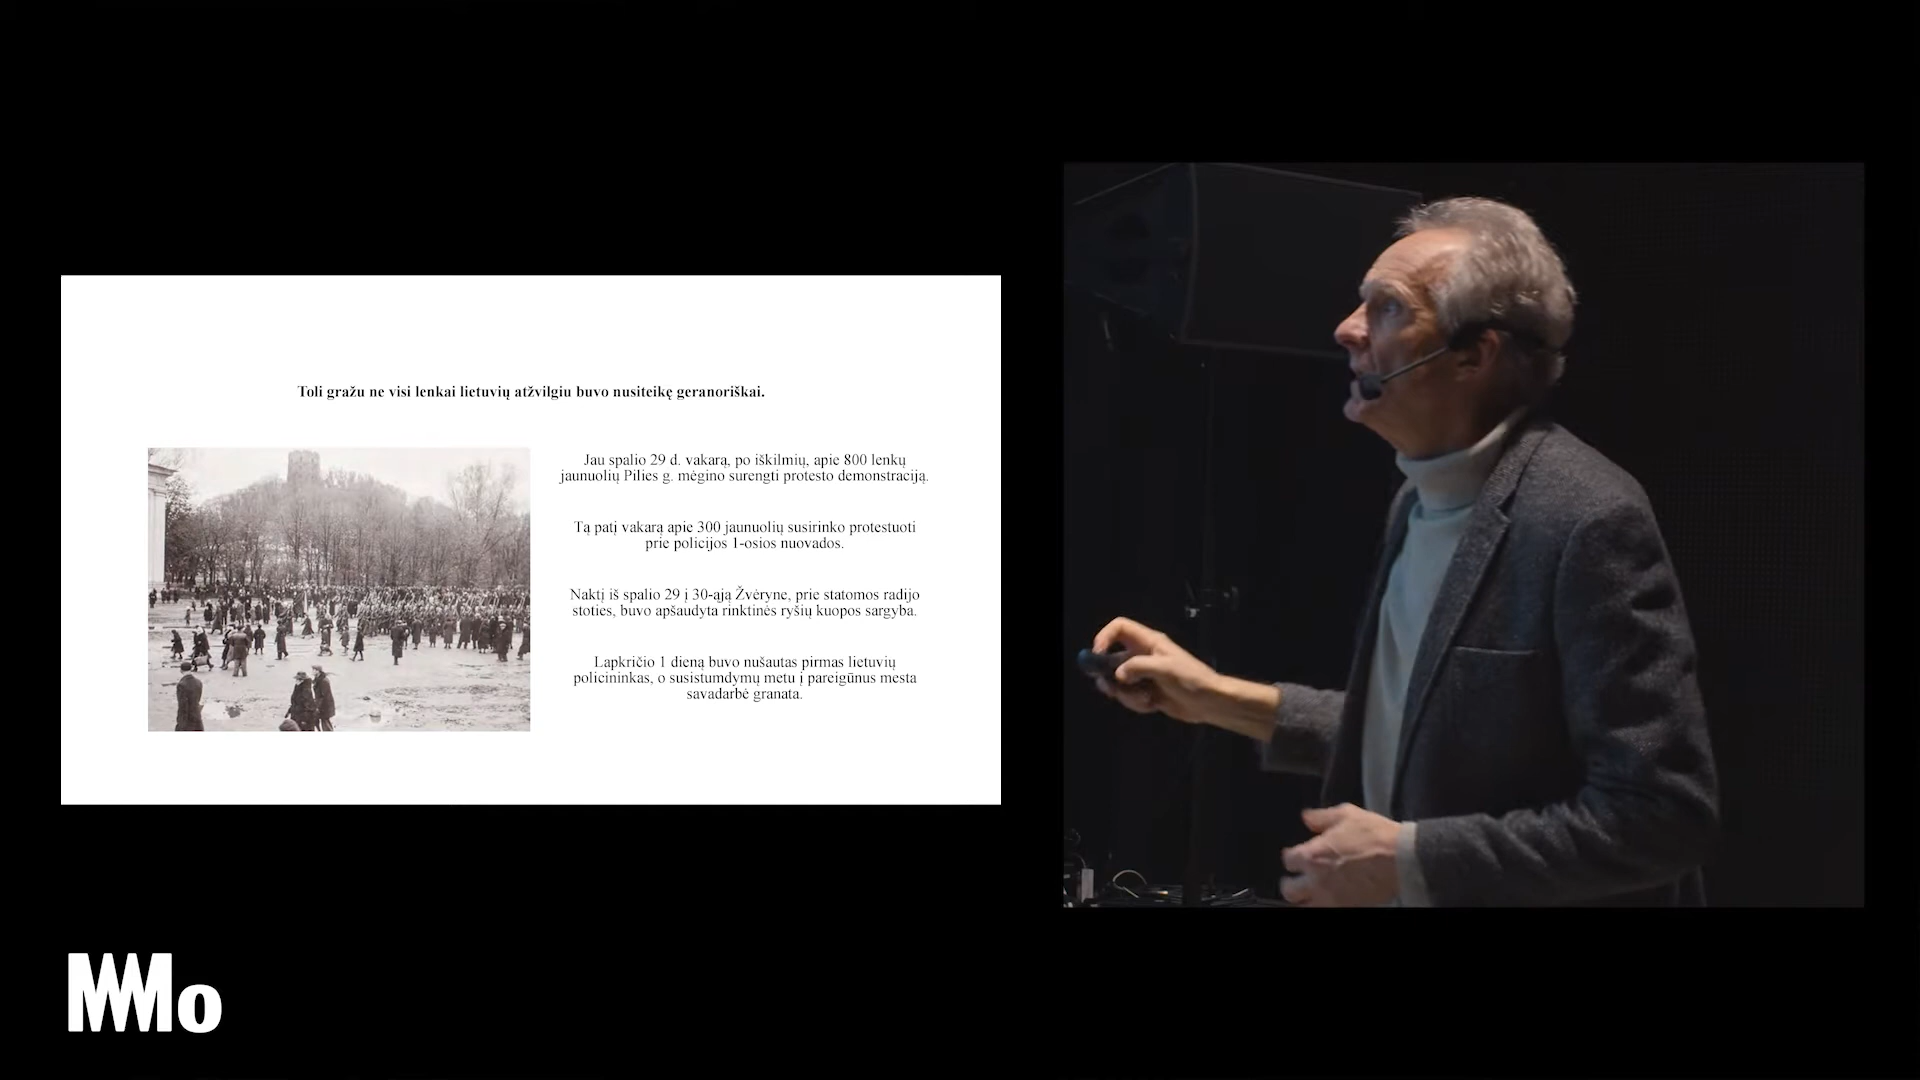 Toli gražu ne visi lenkai lietuvių atžvilgiu buvo nusiteikę geranoriškai.
Jau spalio 29 d. vakarą, po iškilmių, apie 800 lenkų
jaunuolių Pilies g. mėgino surengti protesto demonstraciją.
Tą patį vakarą apie 300 jaunuolių susirinko protestuoti
prie policijos 1-osios nuovados.
Naktį iš spalio 29 į 30-ąją Žvėryne, prie statomos radijo
stoties, buvo apšaudyta rinktinės ryšių kuopos sargyba.
Lapkričio 1 dieną buvo nušautas pirmas lietuvių
policininkas, o susistumdymų metu į pareigūnus mesta
savadarbė granata.
MMo